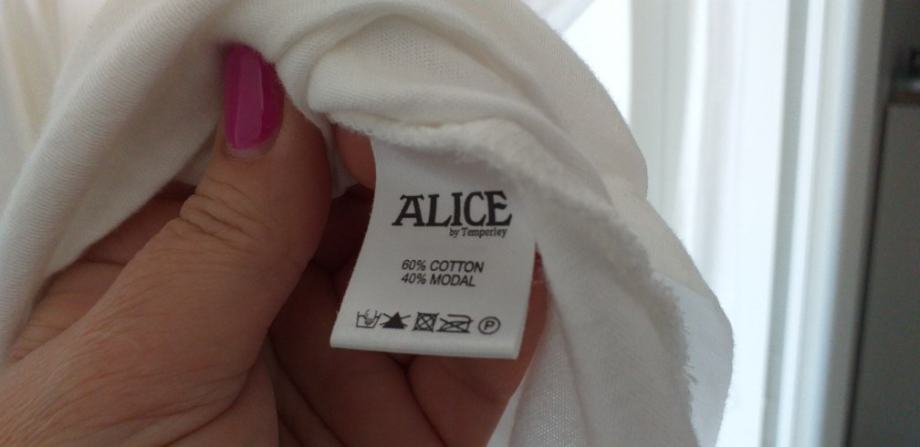 ALICE
by Temperley
60% COTTON
40% MODAL
P